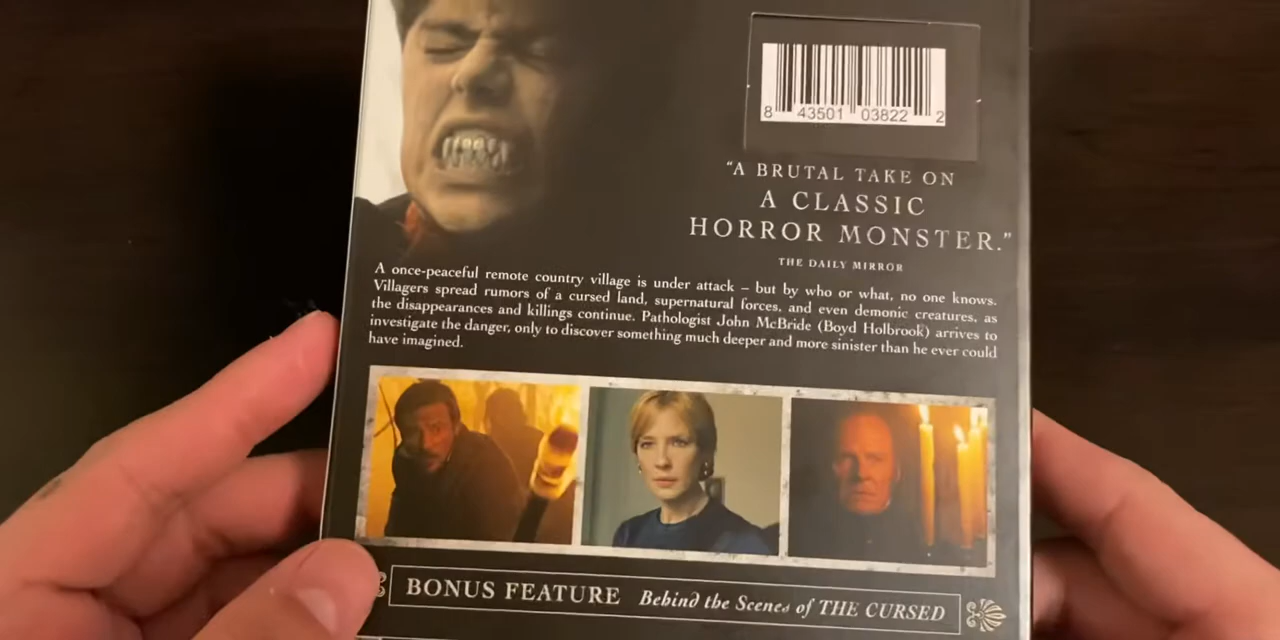 8 43501 03822 2
“A BRUTAL TAKE ON
A CLASSIC
HORROR MONSTER.”
THE DAILY MIRROR
A once-peaceful remote country village is under attack – but by who or what, no one knows.
Villagers spread rumors of a cursed land, supernatural forces, and even demonic creatures, as
the disappearances and killings continue. Pathologist John McBride (Boyd Holbrook) arrives to
investigate the danger, only to discover something much deeper and more sinister than he ever could
have imagined.
BONUS FEATURE Behind the Scenes of THE CURSED